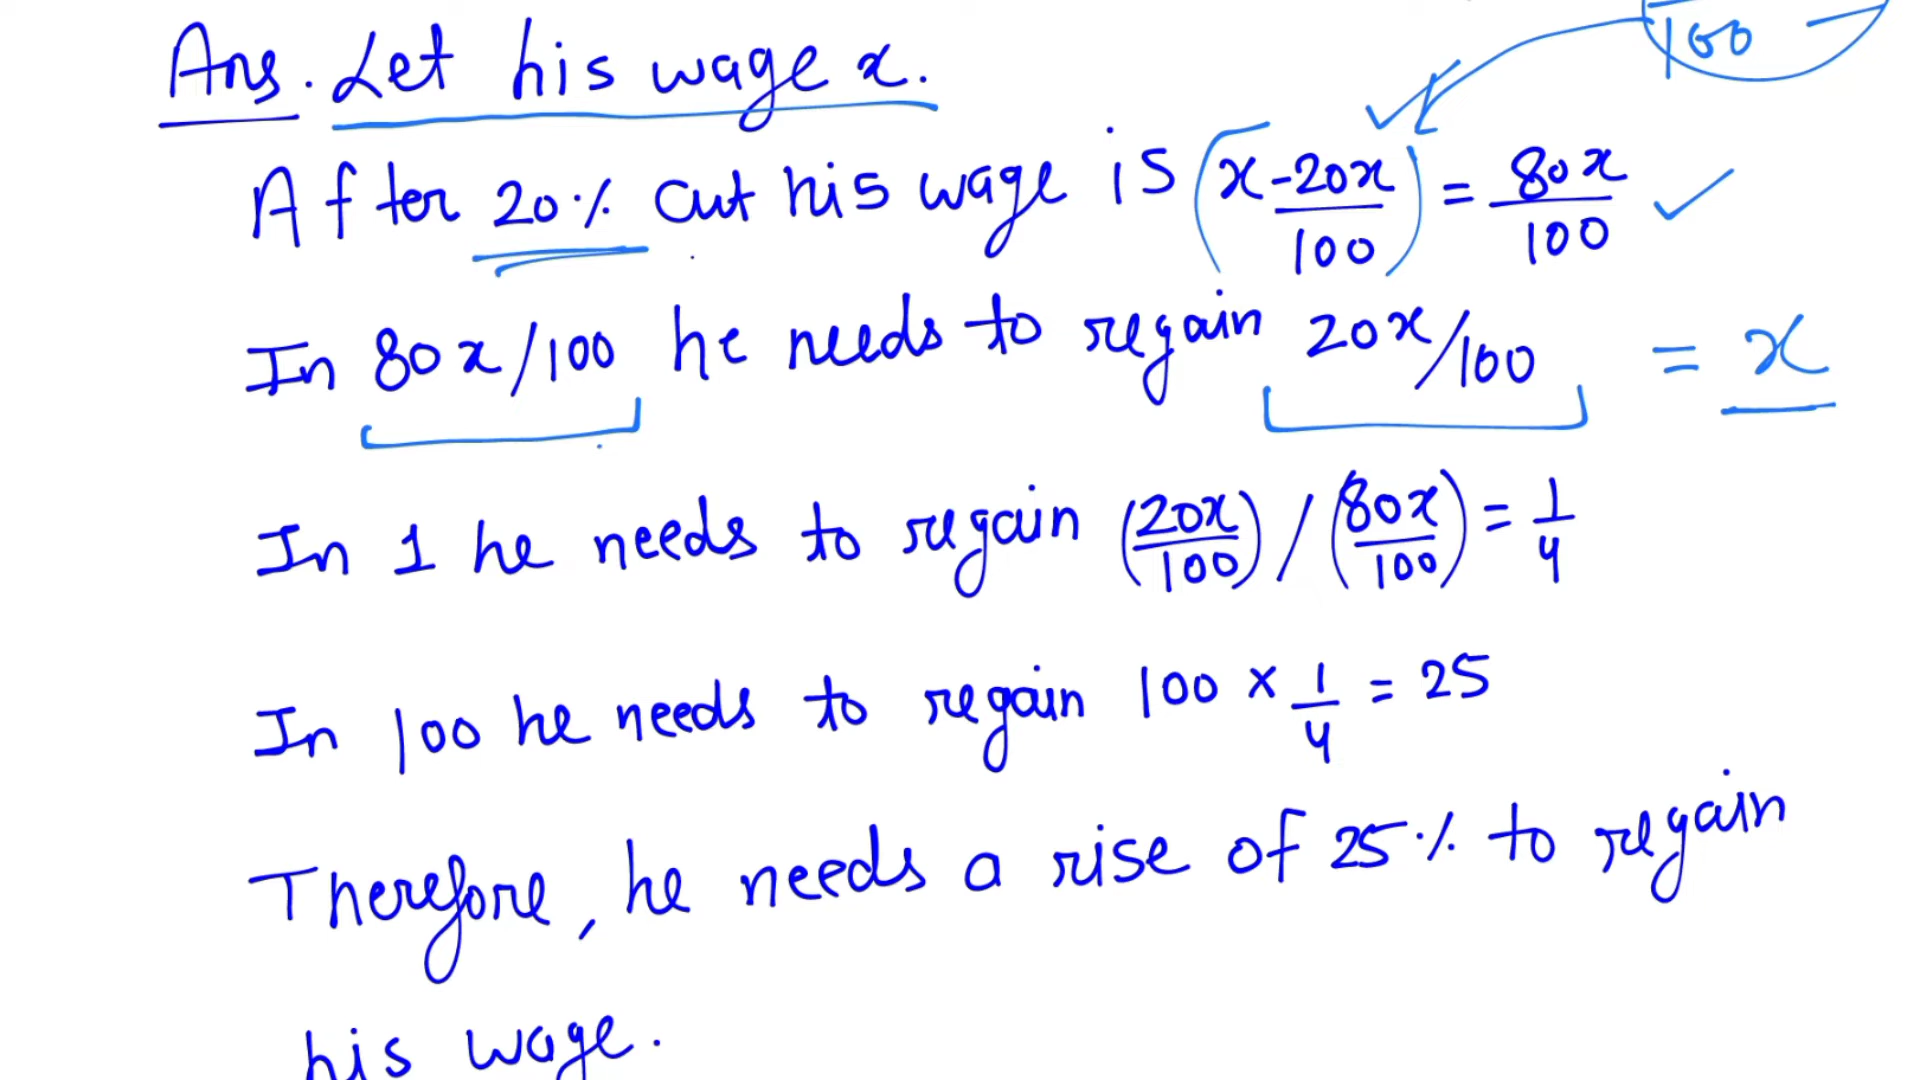 100
Ans. Let his wage x.
After 20% cut his wage is (x - 20x/100) = 80x/100
In 80x/100 he needs to regain 20x/100 = x
In 1 he needs to regain (20x/100) / (80x/100) = 1/4
In 100 he needs to regain 100 × 1/4 = 25
Therefore, he needs a rise of 25% to regain
his wage.